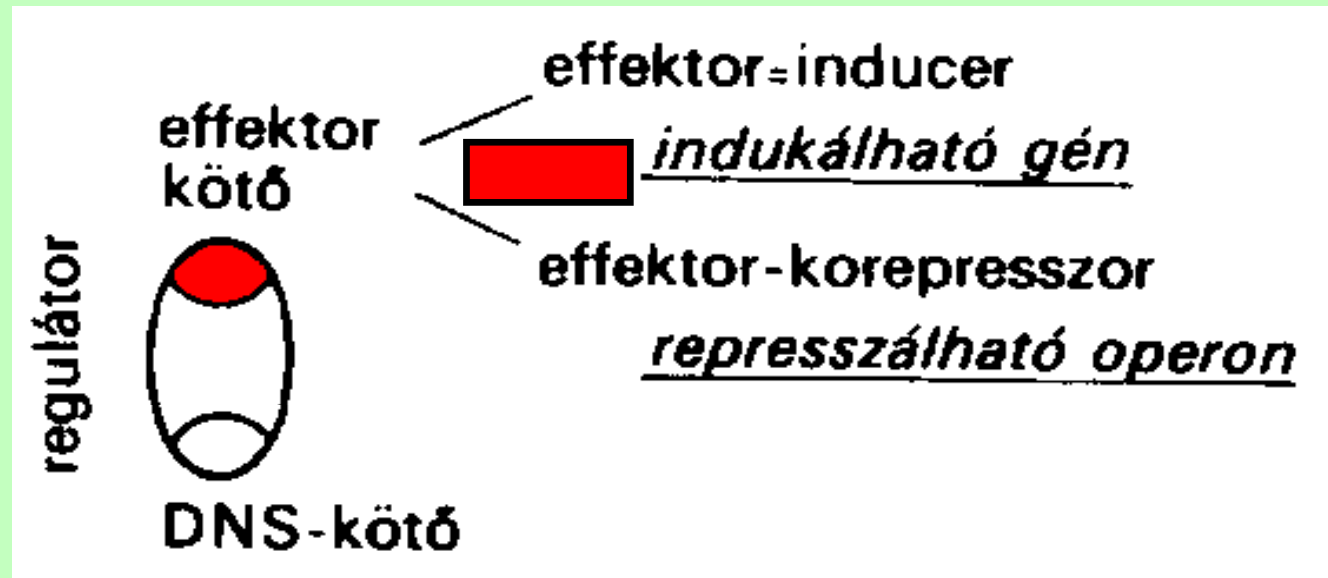 effektor=inducer
effektor
kötő
indukálható gén
effektor-korepresszor
regulátor
represszálható operon
DNS-kötő